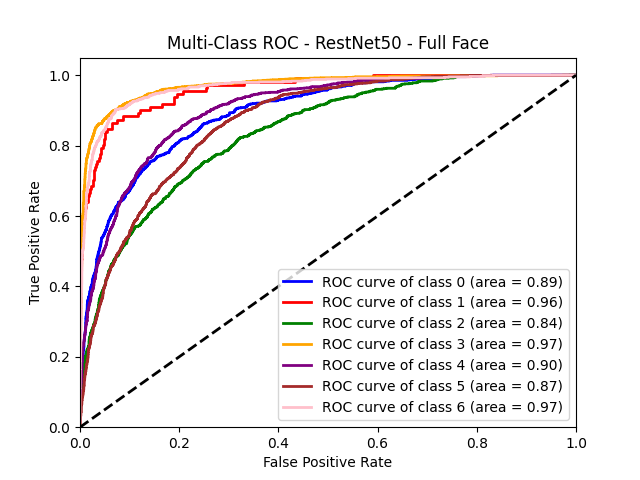 Multi-Class ROC - RestNet50 - Full Face
1.0
0.8
0.6
0.4
0.2
0.0
True Positive Rate
ROC curve of class 0 (area = 0.89)
ROC curve of class 1 (area = 0.96)
ROC curve of class 2 (area = 0.84)
ROC curve of class 3 (area = 0.97)
ROC curve of class 4 (area = 0.90)
ROC curve of class 5 (area = 0.87)
ROC curve of class 6 (area = 0.97)
0.0 0.2 0.4 0.6 0.8 1.0
False Positive Rate